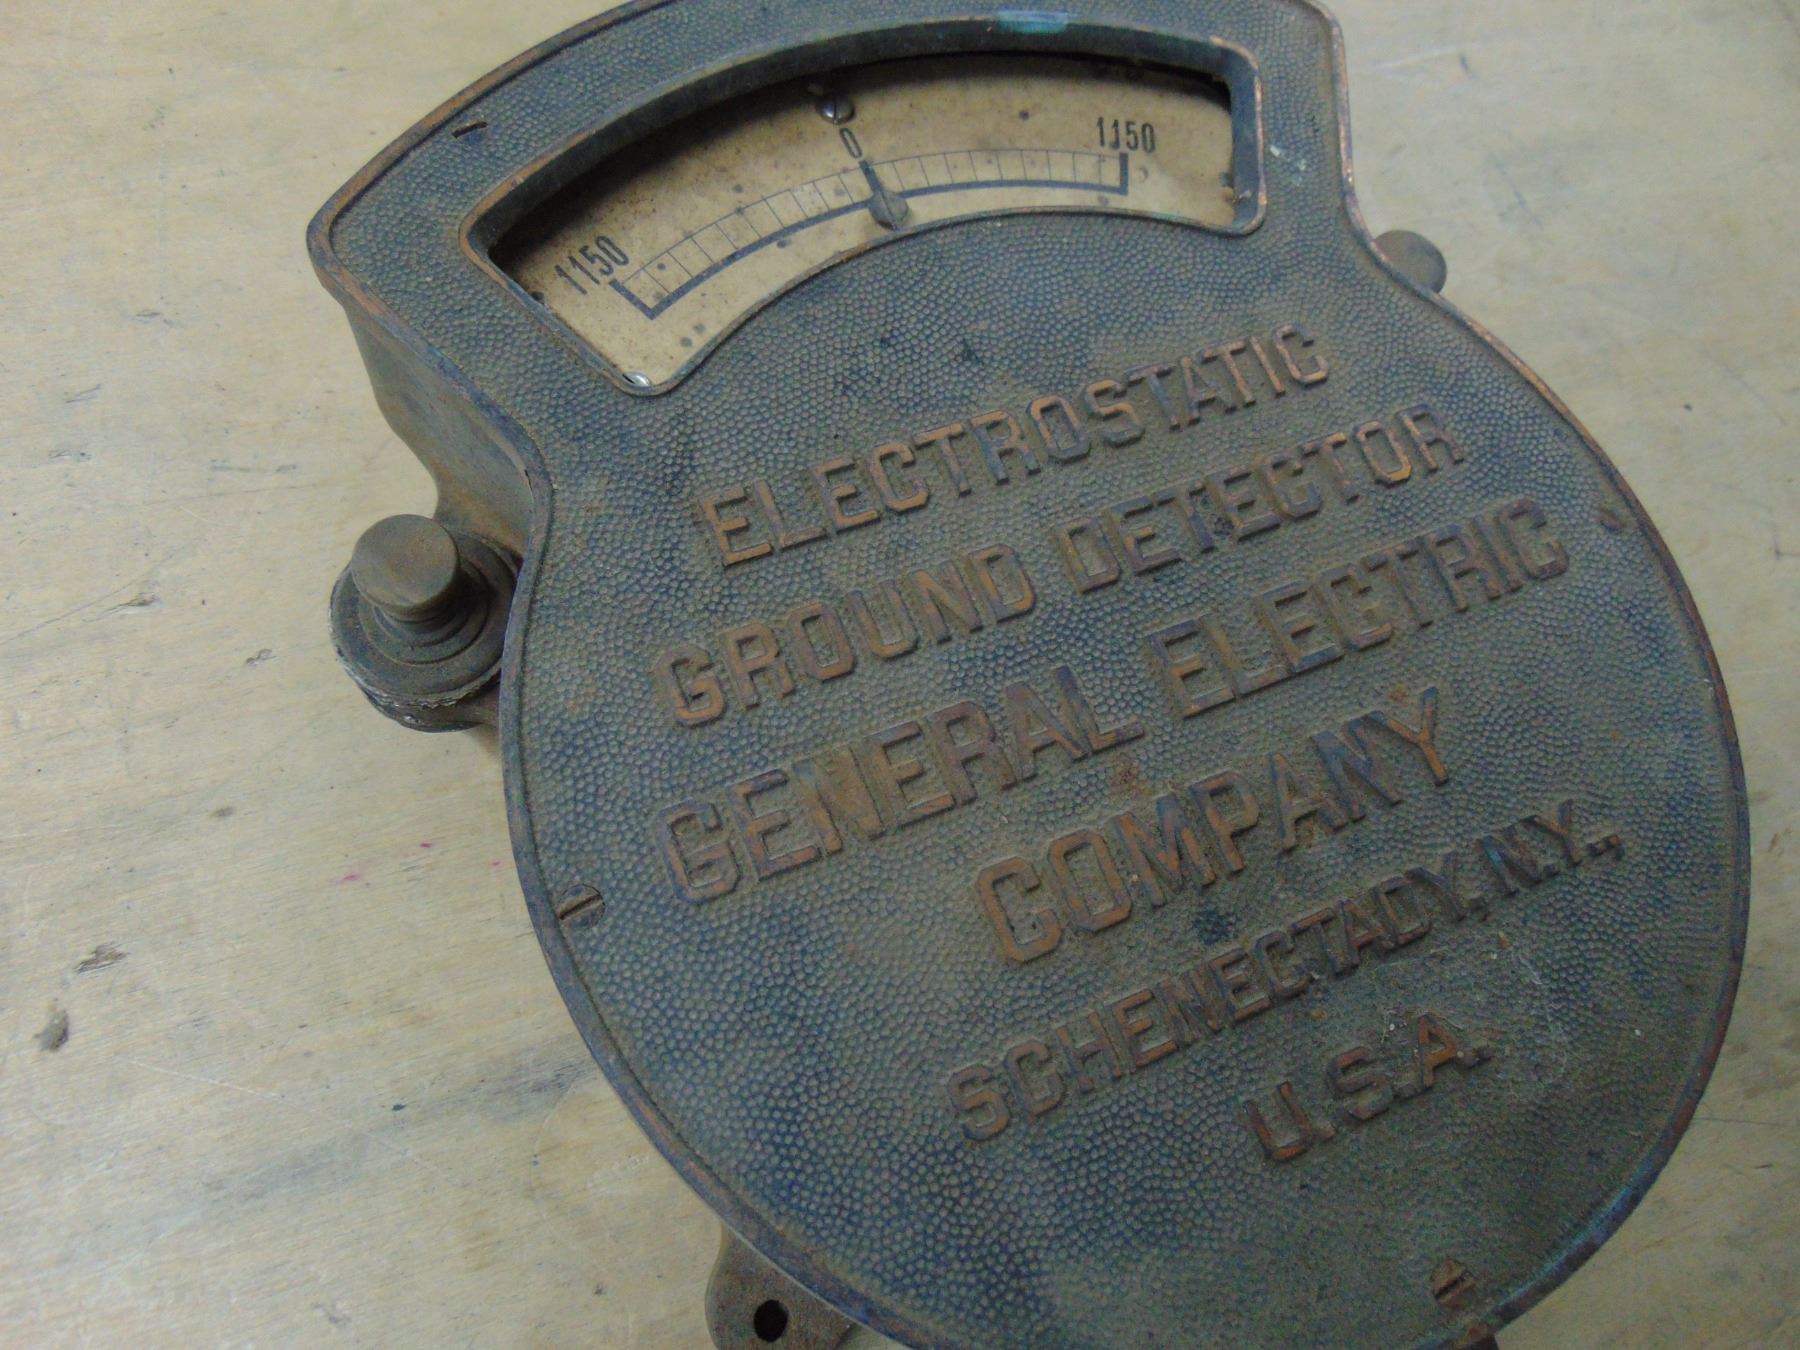 1150 0 1150
ELECTROSTATIC
GROUND DETECTOR
GENERAL ELECTRIC
COMPANY
SCHENECTADY, N.Y.,
U.S.A.